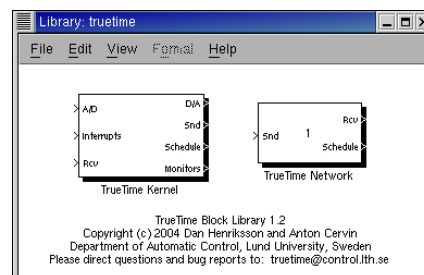 Library: truetime
File Edit View Format Help
A/D
Interrupts
Rcv
D/A
Snd
Schedule
Monitors
TrueTime Kernel
Snd
1
Rcv
Schedule
TrueTime Network
TrueTime Block Library 1.2
Copyright (c) 2004 Dan Henriksson and Anton Cervin
Department of Automatic Control, Lund University, Sweden
Please direct questions and bug reports to: truetime@control.lth.se